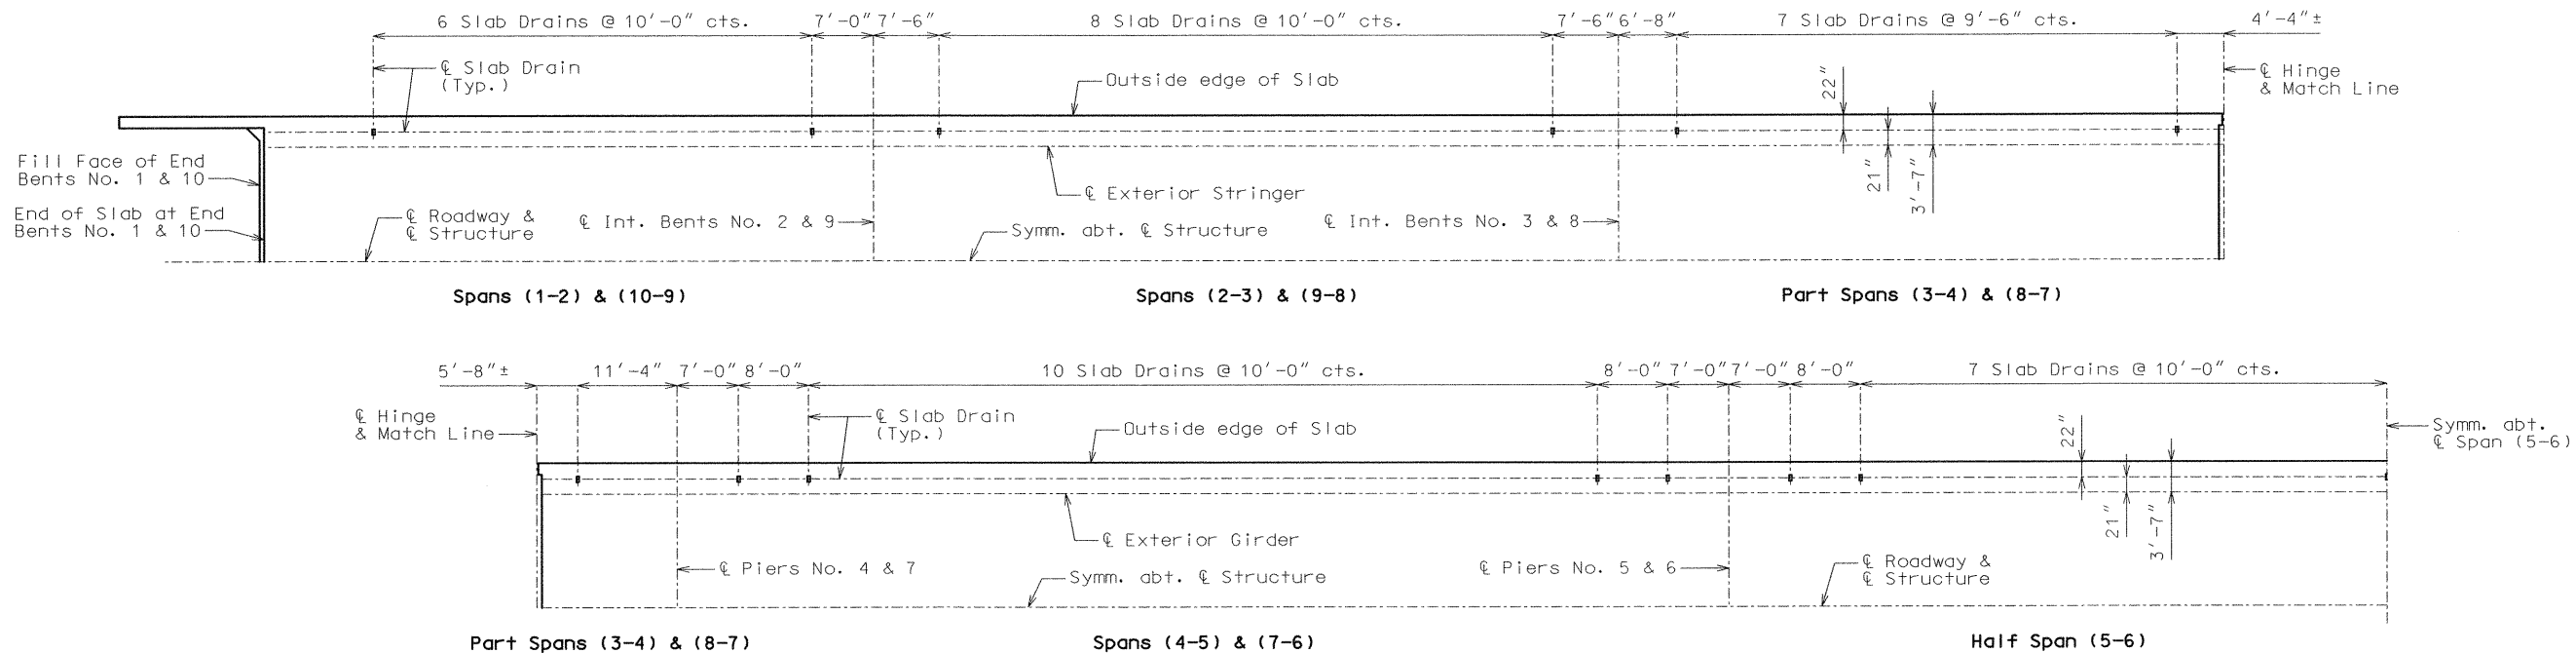 6 Slab Drains @ 10'-0" cts.
7'-0"
7'-6"
8 Slab Drains @ 10'-0" cts.
7'-6"
6'-8"
7 Slab Drains @ 9'-6" cts.
4'-4"±
℄ Slab Drain
(Typ.)
Outside edge of Slab
22"
℄ Hinge
& Match Line
Fill Face of End
Bents No. 1 & 10
21"
3'-7"
℄ Exterior Stringer
End of Slab at End
Bents No. 1 & 10
℄ Roadway &
℄ Structure
℄ Int. Bents No. 2 & 9
Symm. abt. ℄ Structure
℄ Int. Bents No. 3 & 8
Spans (1-2) & (10-9)
Spans (2-3) & (9-8)
Part Spans (3-4) & (8-7)
5'-8"±
11'-4"
7'-0"
8'-0"
10 Slab Drains @ 10'-0" cts.
8'-0"
7'-0"
7'-0"
8'-0"
7 Slab Drains @ 10'-0" cts.
℄ Hinge
& Match Line
℄ Slab Drain
(Typ.)
Outside edge of Slab
22"
Symm. abt.
℄ Span (5-6)
21"
3'-7"
℄ Exterior Girder
℄ Piers No. 4 & 7
Symm. abt. ℄ Structure
℄ Piers No. 5 & 6
℄ Roadway &
℄ Structure
Part Spans (3-4) & (8-7)
Spans (4-5) & (7-6)
Half Span (5-6)